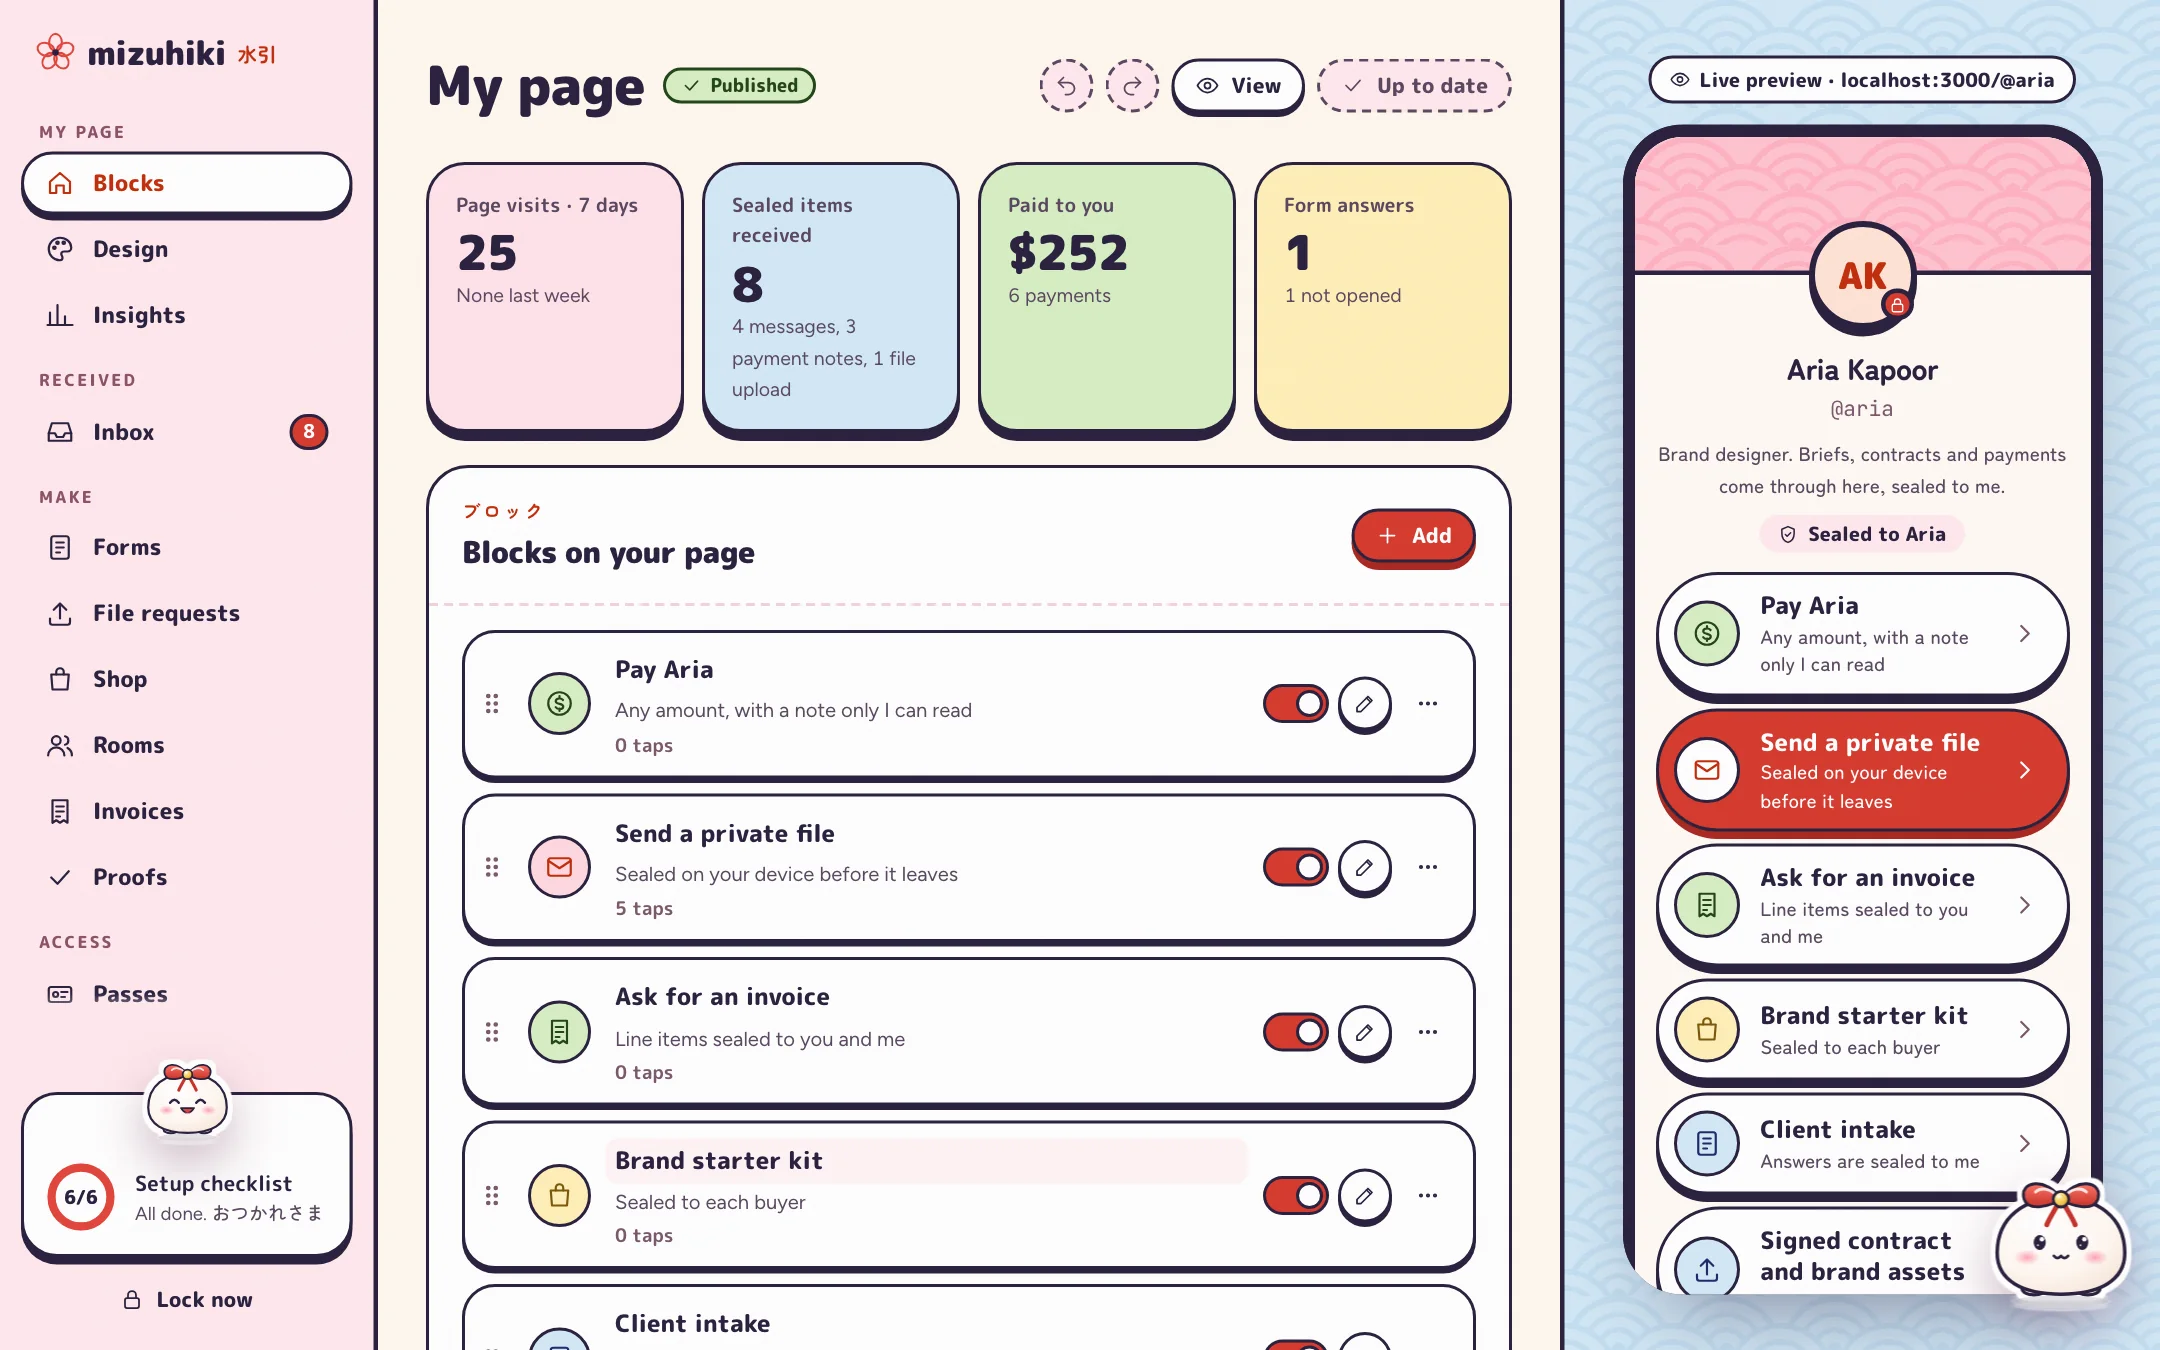 mizuhiki 水引
MY PAGE
Blocks
Design
Insights
RECEIVED
Inbox
8
MAKE
Forms
File requests
Shop
Rooms
Invoices
Proofs
ACCESS
Passes
6/6
Setup checklist
All done. おつかれさま
Lock now
My page
Published
View
Up to date
Page visits · 7 days
25
None last week
Sealed items
received
8
4 messages, 3
payment notes, 1 file
upload
Paid to you
$252
6 payments
Form answers
1
1 not opened
ブロック
Blocks on your page
Add
Pay Aria
Any amount, with a note only I can read
0 taps
Send a private file
Sealed on your device before it leaves
5 taps
Ask for an invoice
Line items sealed to you and me
0 taps
Brand starter kit
Sealed to each buyer
0 taps
Client intake
Live preview · localhost:3000/@aria
AK
Aria Kapoor
@aria
Brand designer. Briefs, contracts and payments
come through here, sealed to me.
Sealed to Aria
Pay Aria
Any amount, with a note
only I can read
Send a private file
Sealed on your device
before it leaves
Ask for an invoice
Line items sealed to you
and me
Brand starter kit
Sealed to each buyer
Client intake
Answers are sealed to me
Signed contract
and brand assets